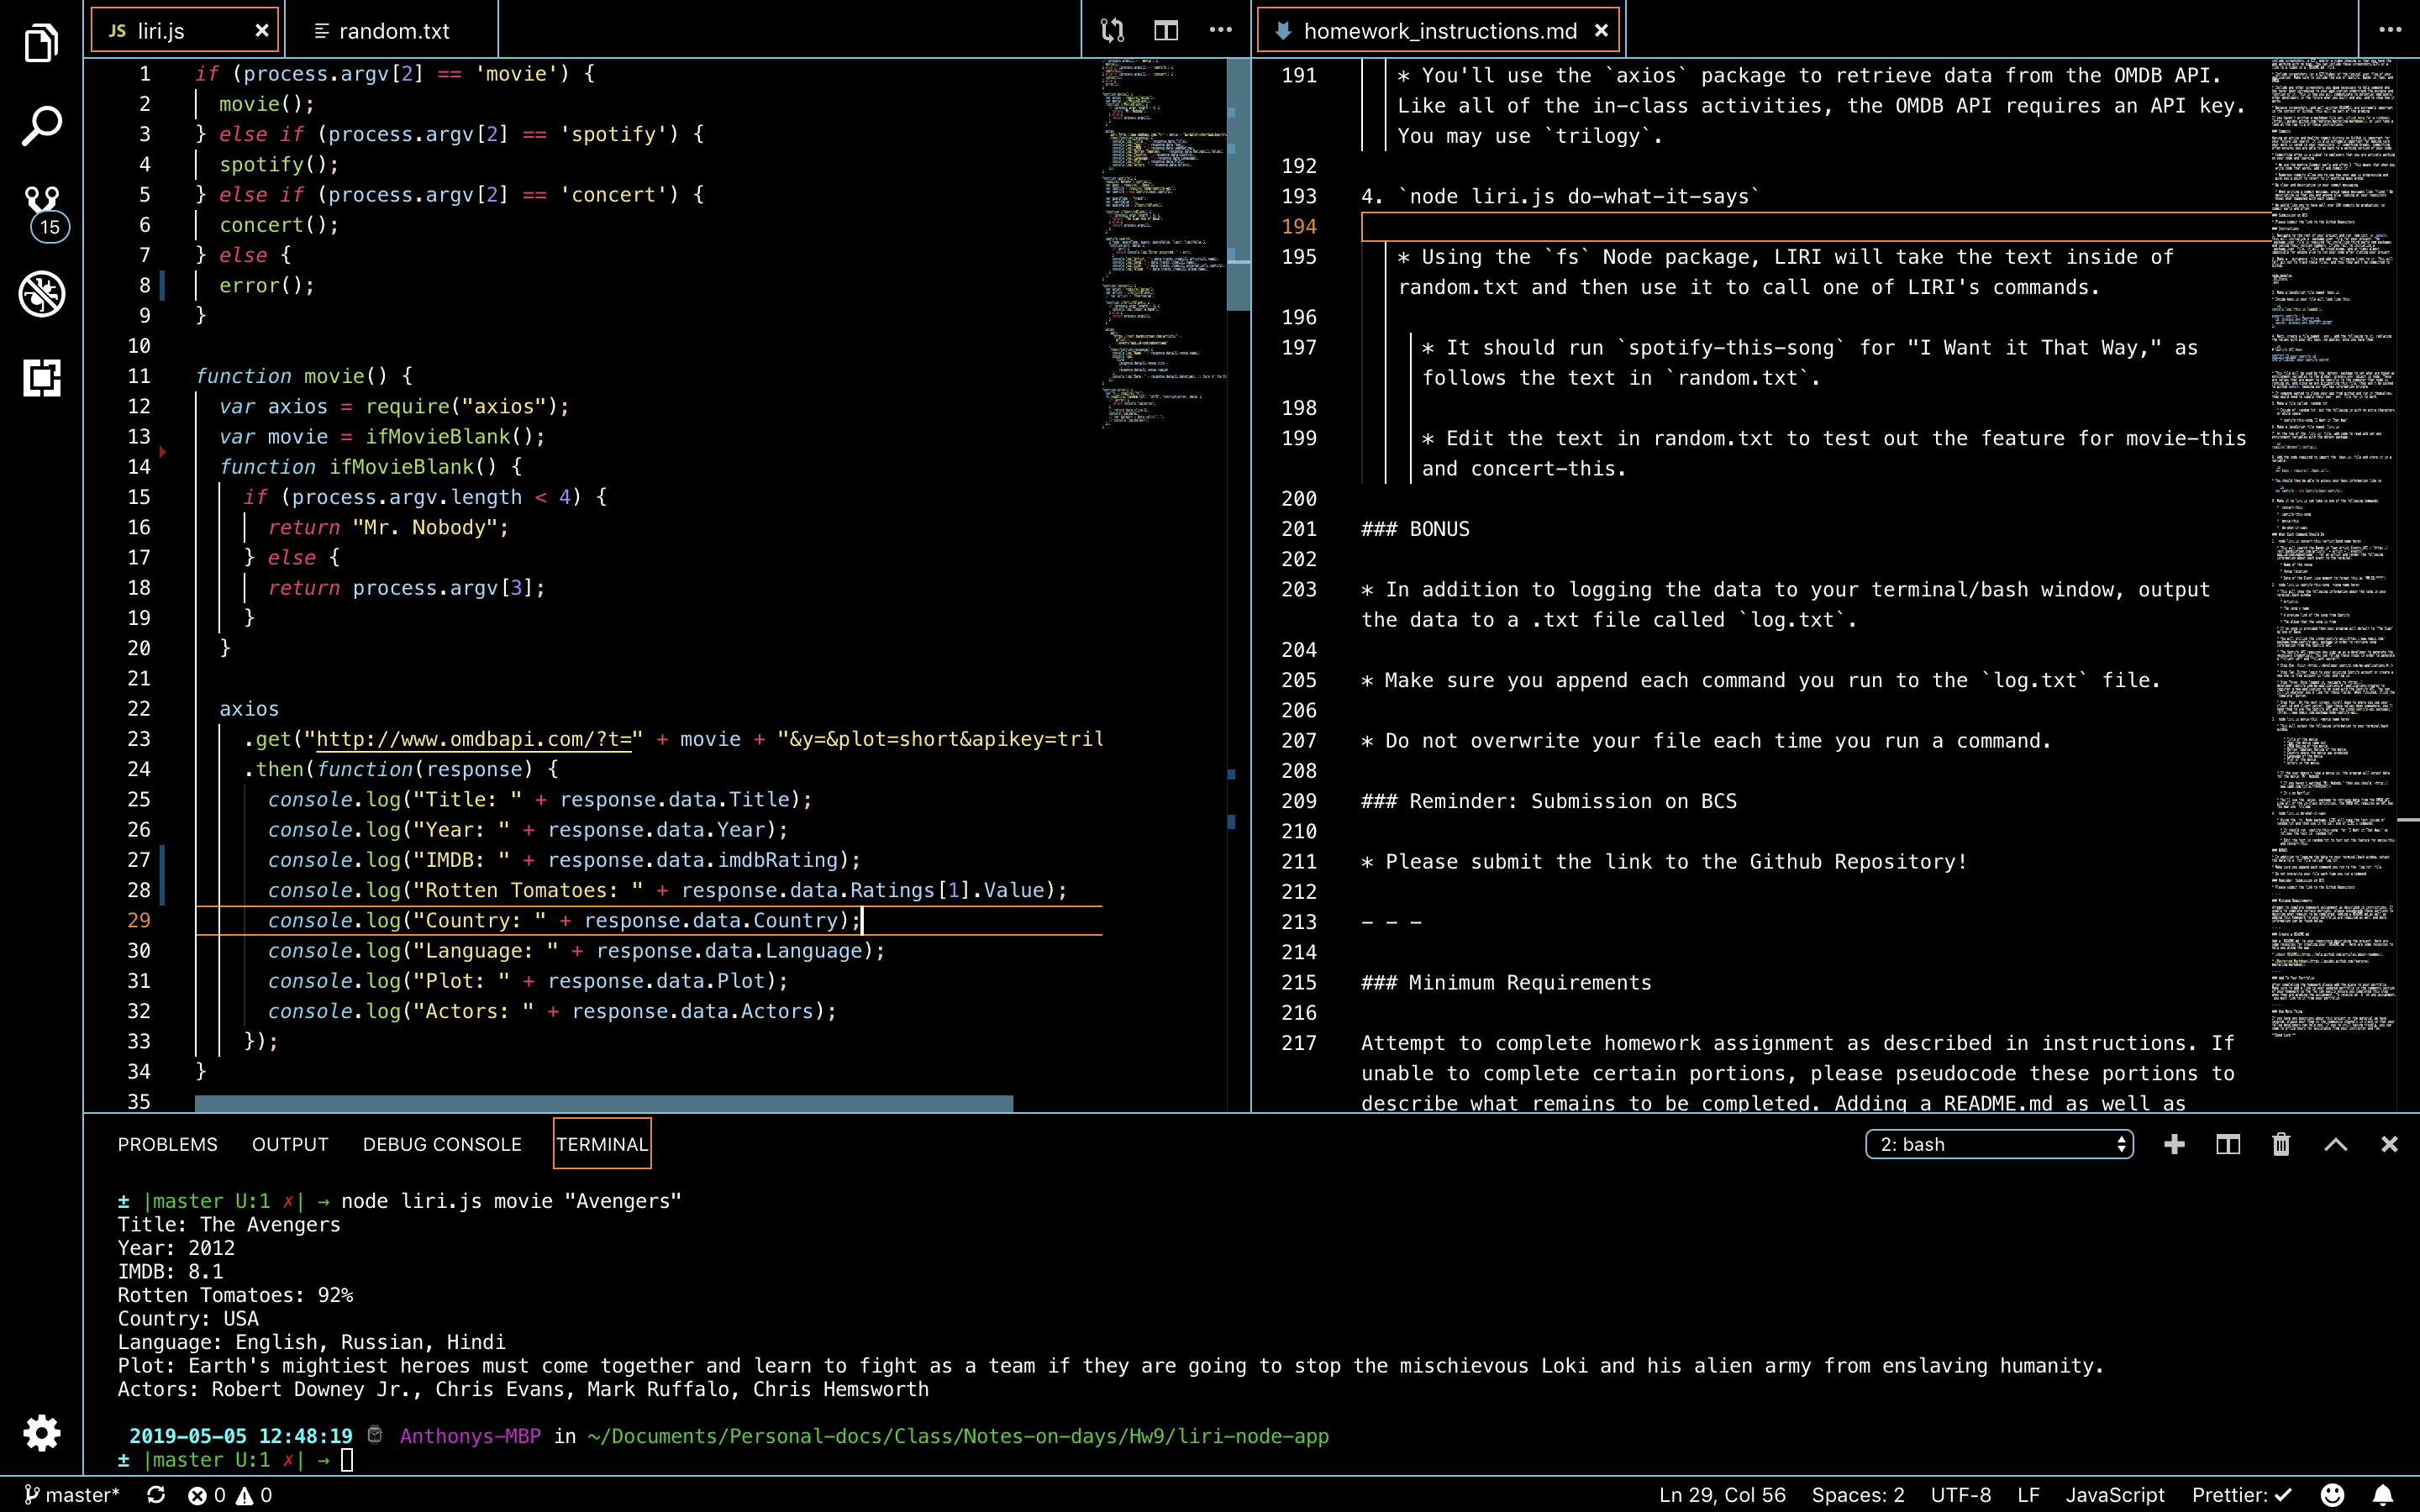 JS liri.js ×
random.txt
homework_instructions.md ×
15
1 if (process.argv[2] == 'movie') {
2 movie();
3 } else if (process.argv[2] == 'spotify') {
4 spotify();
5 } else if (process.argv[2] == 'concert') {
6 concert();
7 } else {
8 error();
9 }
10
11 function movie() {
12 var axios = require("axios");
13 var movie = ifMovieBlank();
14 function ifMovieBlank() {
15 if (process.argv.length < 4) {
16 return "Mr. Nobody";
17 } else {
18 return process.argv[3];
19 }
20 }
21
22 axios
23 .get("http://www.omdbapi.com/?t=" + movie + "&y=&plot=short&apikey=tril
24 .then(function(response) {
25 console.log("Title: " + response.data.Title);
26 console.log("Year: " + response.data.Year);
27 console.log("IMDB: " + response.data.imdbRating);
28 console.log("Rotten Tomatoes: " + response.data.Ratings[1].Value);
29 console.log("Country: " + response.data.Country);
30 console.log("Language: " + response.data.Language);
31 console.log("Plot: " + response.data.Plot);
32 console.log("Actors: " + response.data.Actors);
33 });
34 }
35
191 * You'll use the `axios` package to retrieve data from the OMDB API.
Like all of the in-class activities, the OMDB API requires an API key.
You may use `trilogy`.
192
193 4. `node liri.js do-what-it-says`
194
195 * Using the `fs` Node package, LIRI will take the text inside of
random.txt and then use it to call one of LIRI's commands.
196
197 * It should run `spotify-this-song` for "I Want it That Way," as
follows the text in `random.txt`.
198
199 * Edit the text in random.txt to test out the feature for movie-this
and concert-this.
200
201 ### BONUS
202
203 * In addition to logging the data to your terminal/bash window, output
the data to a .txt file called `log.txt`.
204
205 * Make sure you append each command you run to the `log.txt` file.
206
207 * Do not overwrite your file each time you run a command.
208
209 ### Reminder: Submission on BCS
210
211 * Please submit the link to the Github Repository!
212
213 - - -
214
215 ### Minimum Requirements
216
217 Attempt to complete homework assignment as described in instructions. If
unable to complete certain portions, please pseudocode these portions to
describe what remains to be completed. Adding a README.md as well as
PROBLEMS OUTPUT DEBUG CONSOLE TERMINAL 2: bash
± |master U:1 ✗| → node liri.js movie "Avengers"
Title: The Avengers
Year: 2012
IMDB: 8.1
Rotten Tomatoes: 92%
Country: USA
Language: English, Russian, Hindi
Plot: Earth's mightiest heroes must come together and learn to fight as a team if they are going to stop the mischievous Loki and his alien army from enslaving humanity.
Actors: Robert Downey Jr., Chris Evans, Mark Ruffalo, Chris Hemsworth
2019-05-05 12:48:19 ⌚ Anthonys-MBP in ~/Documents/Personal-docs/Class/Notes-on-days/Hw9/liri-node-app
± |master U:1 ✗| →
master* 0 0 Ln 29, Col 56 Spaces: 2 UTF-8 LF JavaScript Prettier: ✓